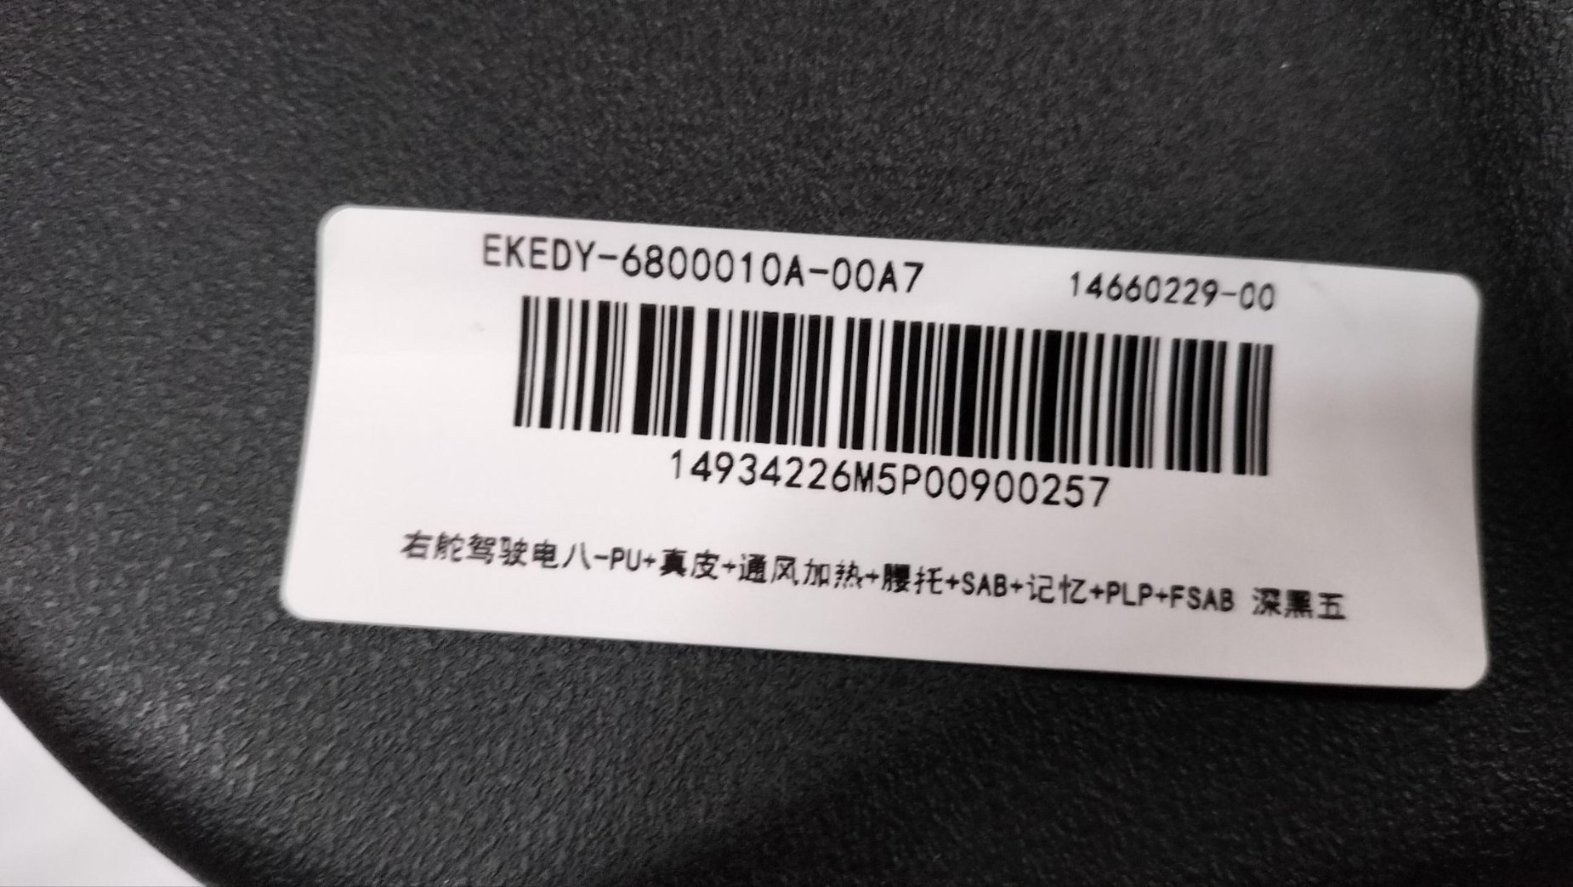 EKEDY-6800010A-00A7 14660229-00
14934226M5P00900257
右舵驾驶电八-PU+真皮+通风加热+腰托+SAB+记忆+PLP+FSAB 深黑五